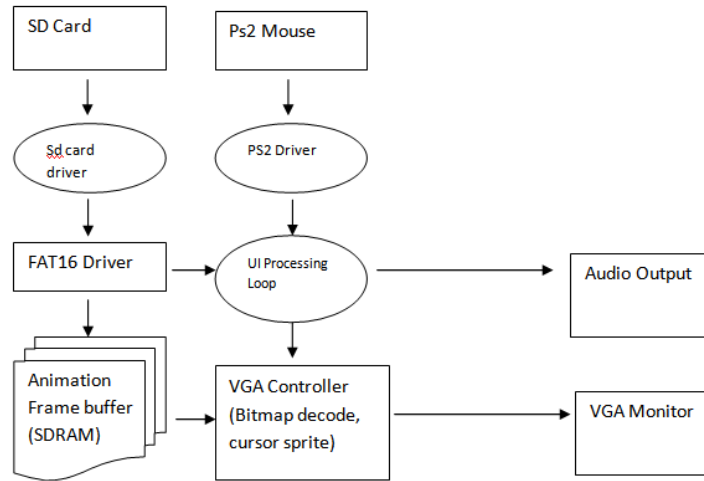 SD Card
Ps2 Mouse
Sd card
driver
PS2 Driver
FAT16 Driver
UI Processing
Loop
Audio Output
Animation
Frame buffer
(SDRAM)
VGA Controller
(Bitmap decode,
cursor sprite)
VGA Monitor